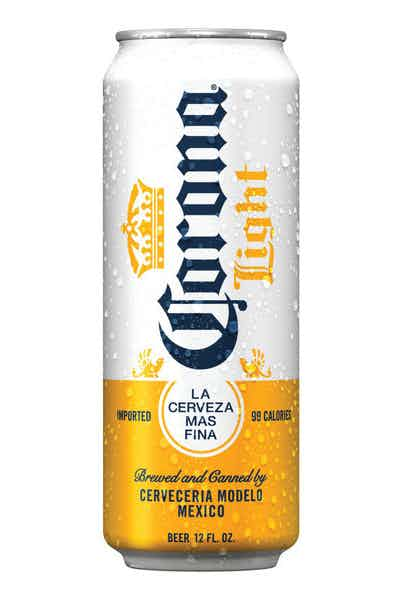 Corona®
Light
LA
CERVEZA
MAS
FINA
IMPORTED
99 CALORIES
Brewed and Canned by
CERVECERIA MODELO
MEXICO
BEER 12 FL. OZ.